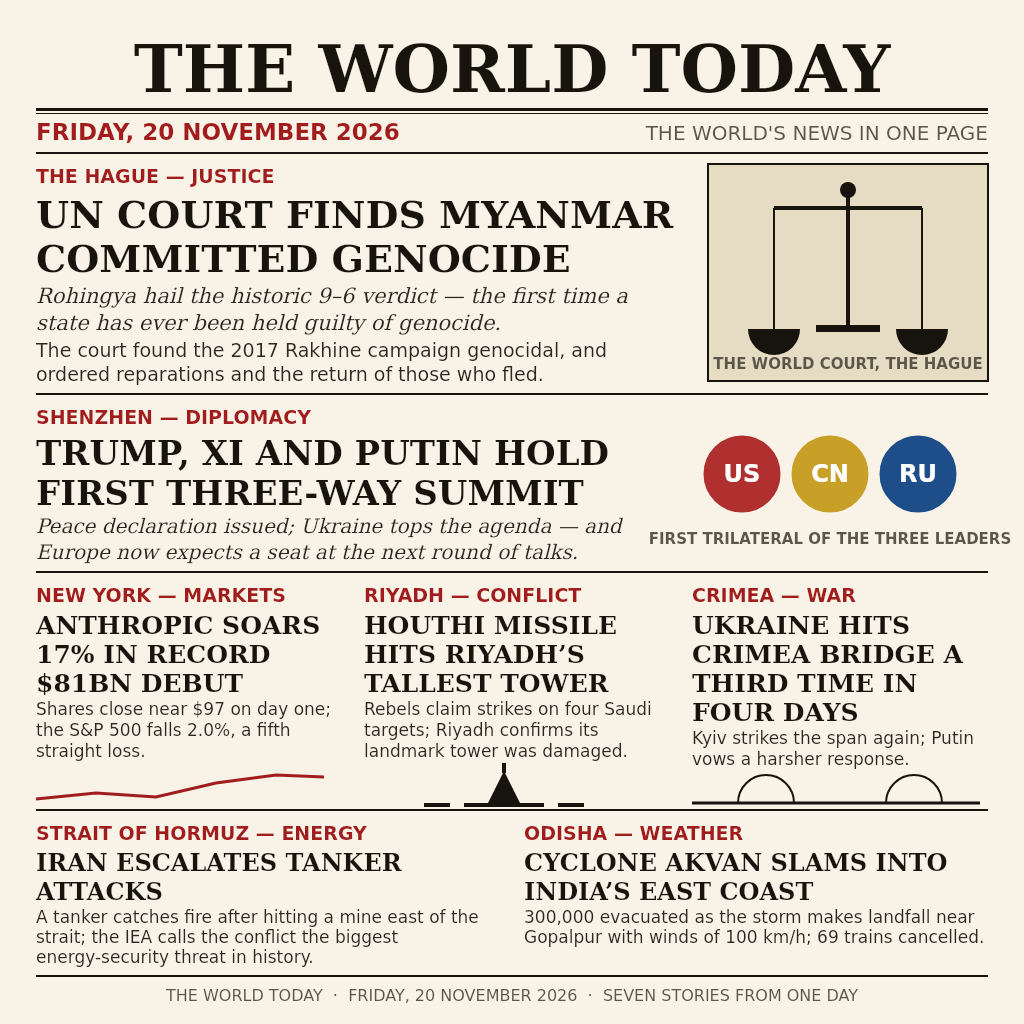 THE WORLD TODAY
FRIDAY, 20 NOVEMBER 2026
THE WORLD'S NEWS IN ONE PAGE
THE HAGUE — JUSTICE
UN COURT FINDS MYANMAR
COMMITTED GENOCIDE
Rohingya hail the historic 9–6 verdict — the first time a
state has ever been held guilty of genocide.
The court found the 2017 Rakhine campaign genocidal, and
ordered reparations and the return of those who fled.
THE WORLD COURT, THE HAGUE
SHENZHEN — DIPLOMACY
TRUMP, XI AND PUTIN HOLD
FIRST THREE-WAY SUMMIT
Peace declaration issued; Ukraine tops the agenda — and
Europe now expects a seat at the next round of talks.
US
CN
RU
FIRST TRILATERAL OF THE THREE LEADERS
NEW YORK — MARKETS
ANTHROPIC SOARS
17% IN RECORD
$81BN DEBUT
Shares close near $97 on day one;
the S&P 500 falls 2.0%, a fifth
straight loss.
RIYADH — CONFLICT
HOUTHI MISSILE
HITS RIYADH’S
TALLEST TOWER
Rebels claim strikes on four Saudi
targets; Riyadh confirms its
landmark tower was damaged.
CRIMEA — WAR
UKRAINE HITS
CRIMEA BRIDGE A
THIRD TIME IN
FOUR DAYS
Kyiv strikes the span again; Putin
vows a harsher response.
STRAIT OF HORMUZ — ENERGY
IRAN ESCALATES TANKER
ATTACKS
A tanker catches fire after hitting a mine east of the
strait; the IEA calls the conflict the biggest
energy-security threat in history.
ODISHA — WEATHER
CYCLONE AKVAN SLAMS INTO
INDIA’S EAST COAST
300,000 evacuated as the storm makes landfall near
Gopalpur with winds of 100 km/h; 69 trains cancelled.
THE WORLD TODAY · FRIDAY, 20 NOVEMBER 2026 · SEVEN STORIES FROM ONE DAY